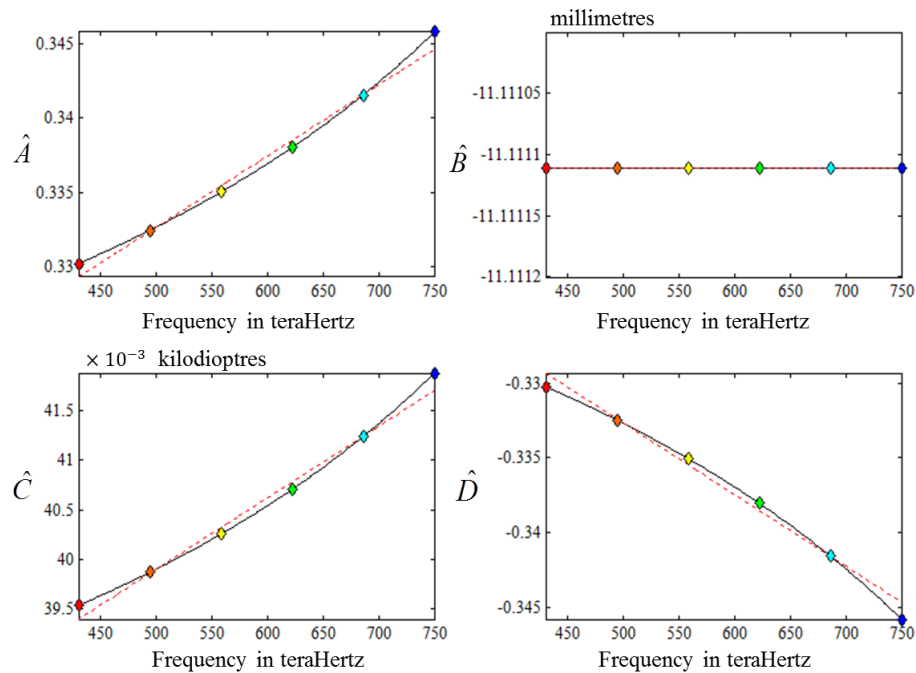 0.345
0.34
0.335
0.33
Â
450 500 550 600 650 700 750
Frequency in teraHertz
millimetres
-11.11105
-11.1111
-11.11115
-11.1112
B̂
450 500 550 600 650 700 750
Frequency in teraHertz
× 10⁻³ kilodioptres
41.5
41
40.5
40
39.5
Ĉ
450 500 550 600 650 700 750
Frequency in teraHertz
-0.33
-0.335
-0.34
-0.345
D̂
450 500 550 600 650 700 750
Frequency in teraHertz